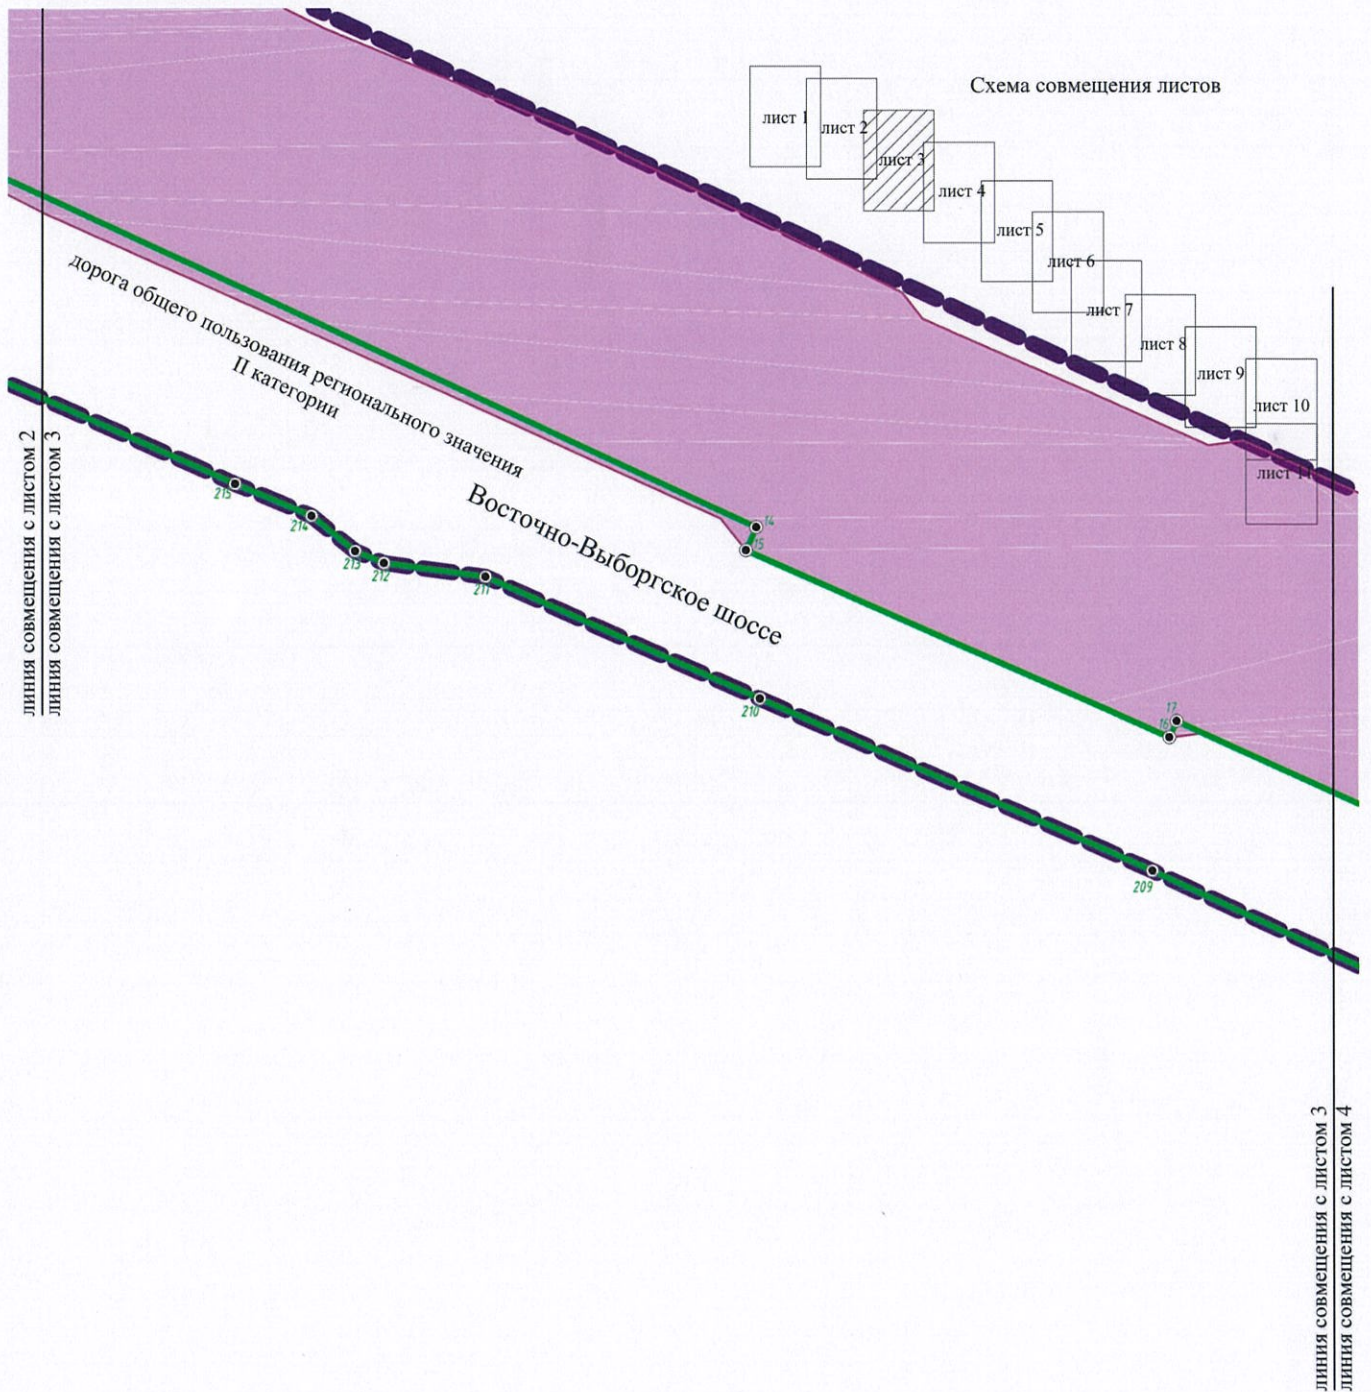 Схема совмещения листов
лист 1
лист 2
лист 3
лист 4
лист 5
лист 6
лист 7
лист 8
лист 9
лист 10
лист 11
дорога общего пользования регионального значения
II категории
Восточно-Выборгское шоссе
линия совмещения с листом 2
линия совмещения с листом 3
215
214
213
212
211
210
209
14
15
17
16
линия совмещения с листом 3
линия совмещения с листом 4